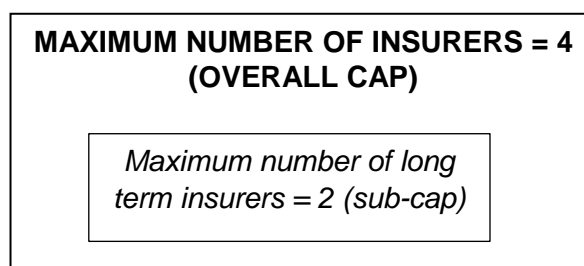 MAXIMUM NUMBER OF INSURERS = 4
(OVERALL CAP)
Maximum number of long
term insurers = 2 (sub-cap)